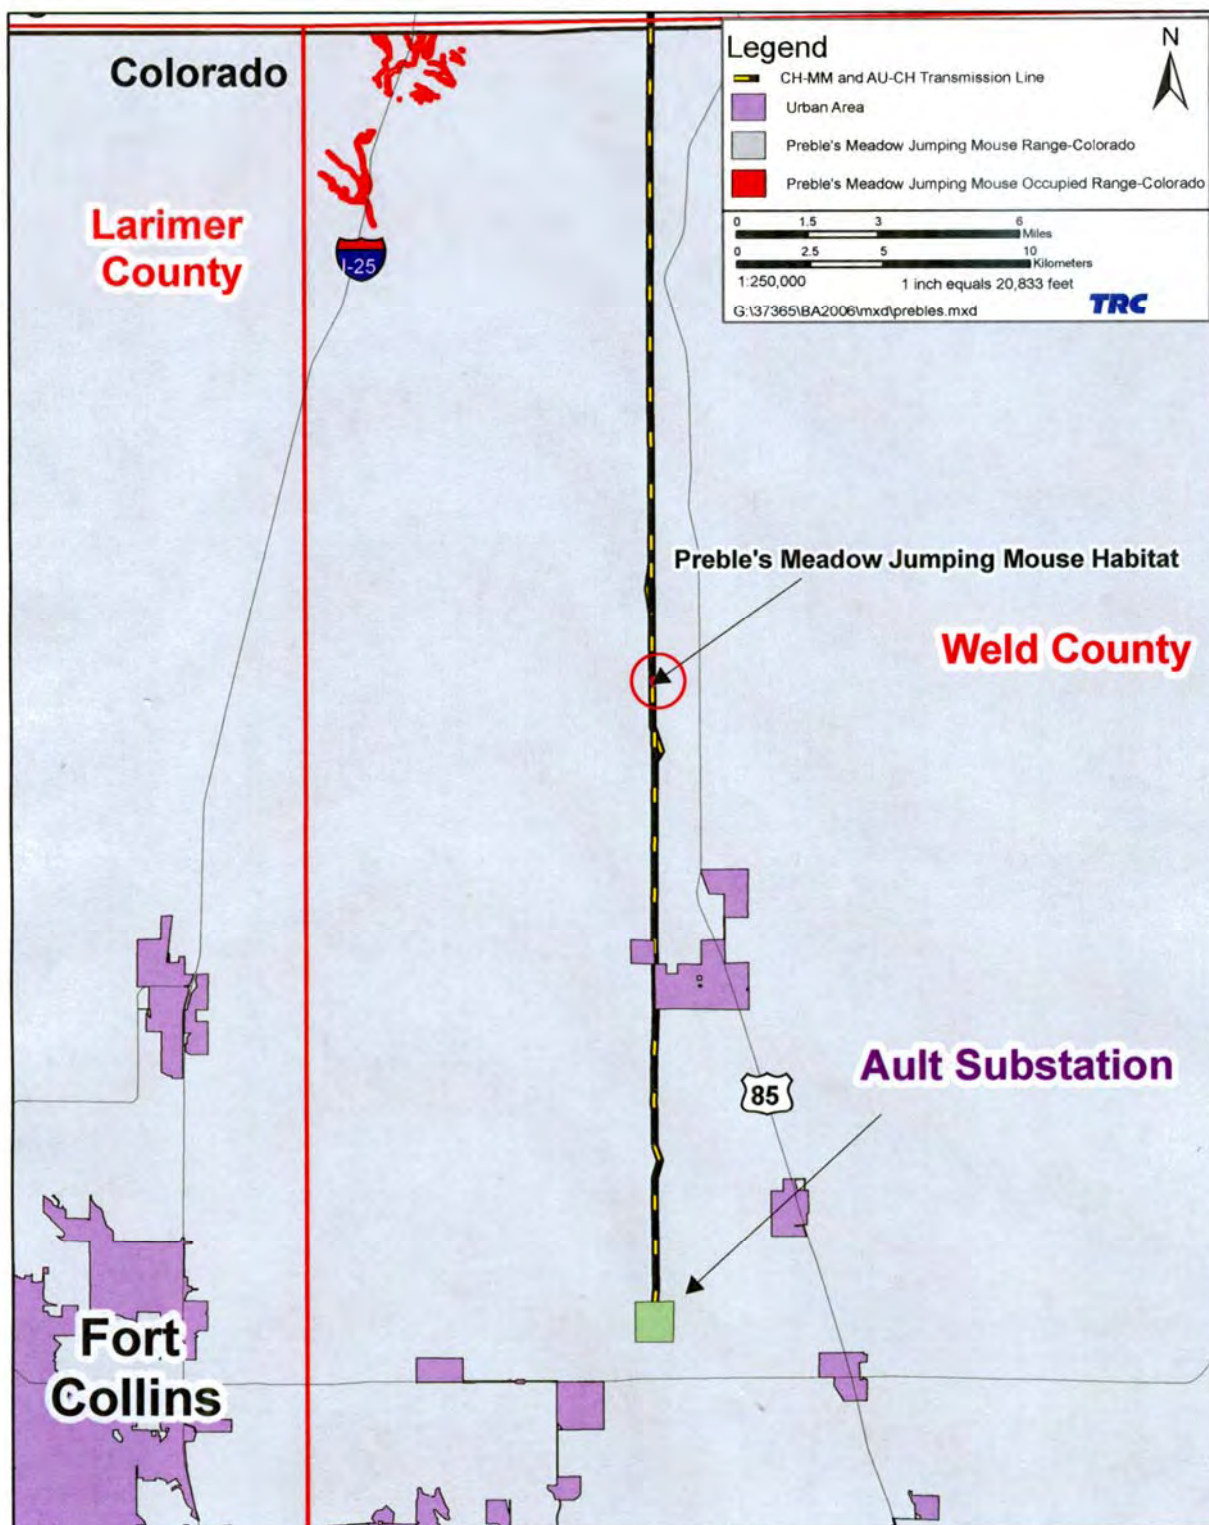 Colorado
Legend
N
CH-MM and AU-CH Transmission Line
Urban Area
Preble's Meadow Jumping Mouse Range-Colorado
Preble's Meadow Jumping Mouse Occupied Range-Colorado
0 1.5 3 6
Miles
0 2.5 5 10
Kilometers
1:250,000 1 inch equals 20,833 feet
G:\37365\BA2006\mxd\prebles.mxd TRC
Larimer
County
I-25
Preble's Meadow Jumping Mouse Habitat
Weld County
Ault Substation
85
Fort
Collins